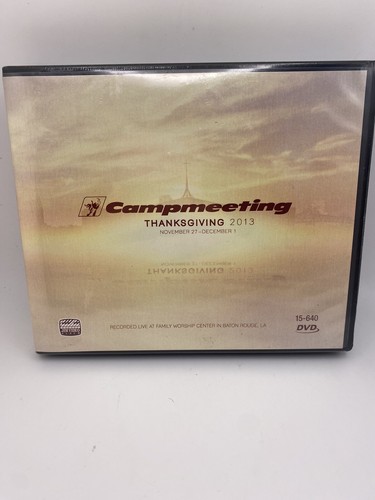 Campmeeting
THANKSGIVING 2013
NOVEMBER 27 - DECEMBER 1
RECORDED LIVE AT FAMILY WORSHIP CENTER IN BATON ROUGE, LA
15-640
DVDs